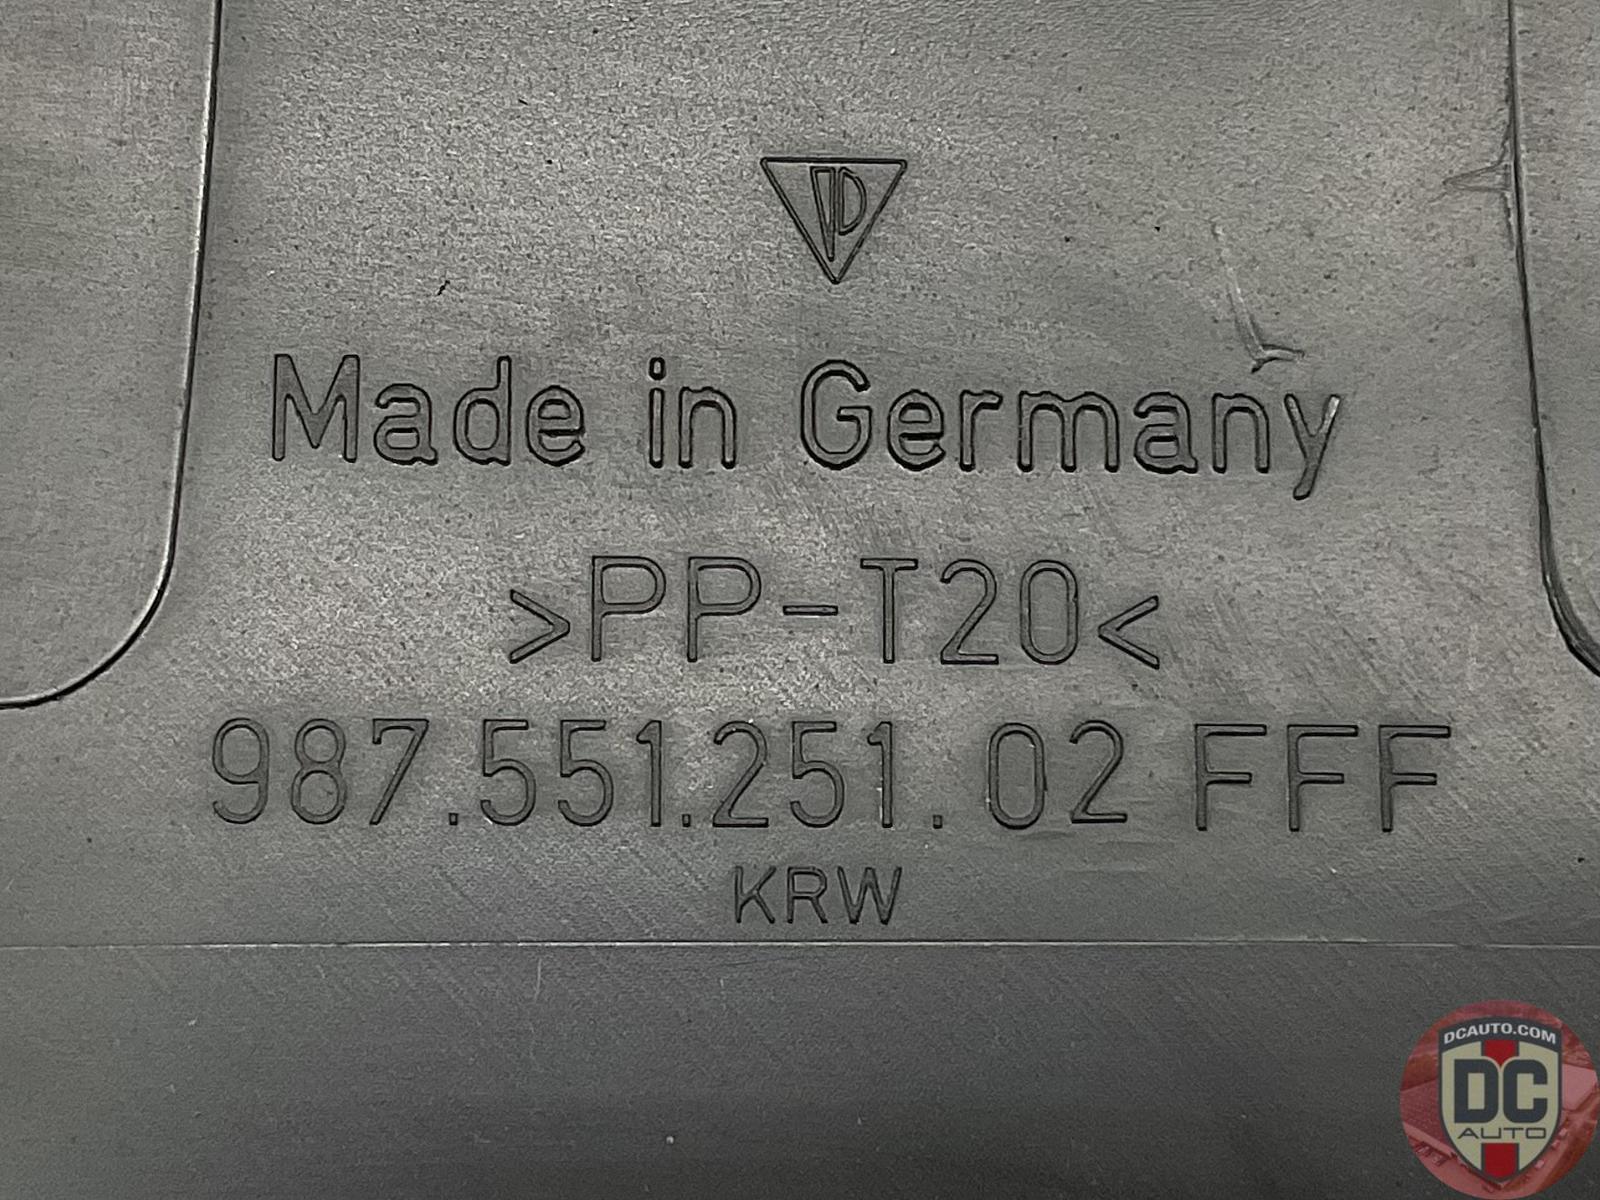 Made in Germany
>PP-T20<
987.551.251.02 FFF
KRW
DCAUTO.COM
DC
AUTO